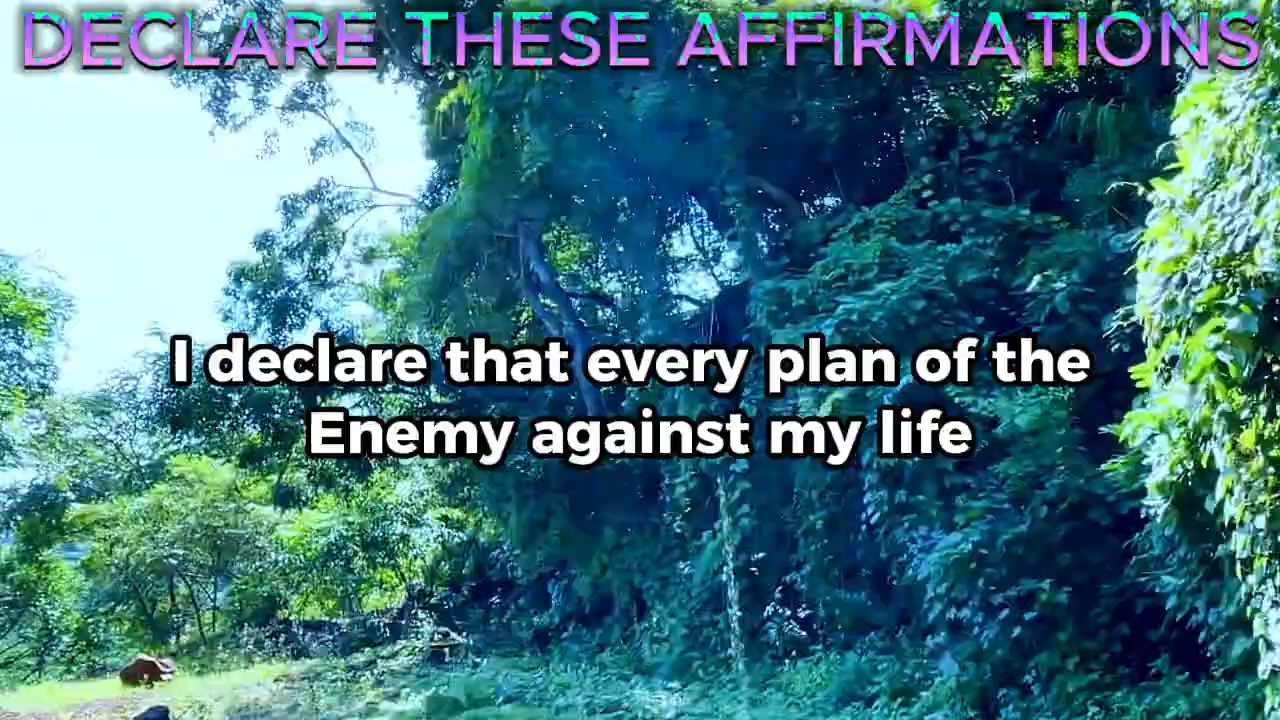 DECLARE THESE AFFIRMATIONS
I declare that every plan of the
Enemy against my life